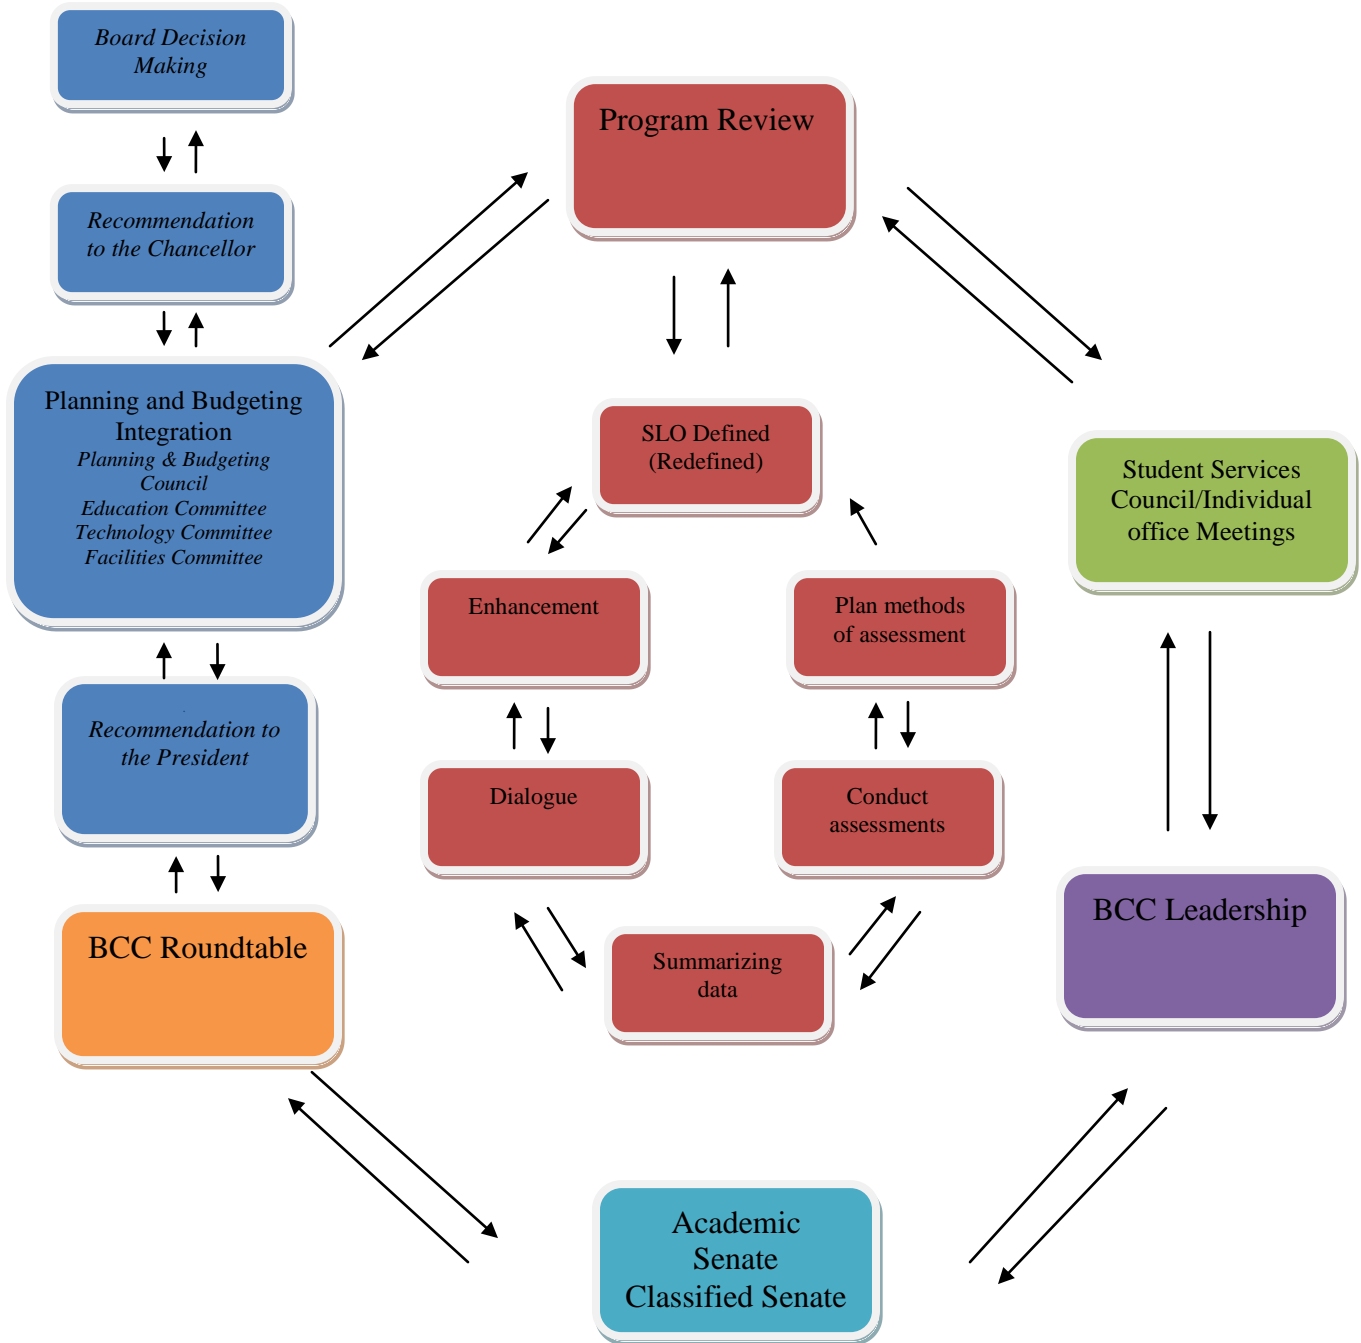 Board Decision
Making
Program Review
Recommendation
to the Chancellor
Planning and Budgeting
Integration
Planning & Budgeting
Council
Education Committee
Technology Committee
Facilities Committee
SLO Defined
(Redefined)
Student Services
Council/Individual
office Meetings
Enhancement
Plan methods
of assessment
Recommendation to
the President
Dialogue
Conduct
assessments
BCC Roundtable
Summarizing
data
BCC Leadership
Academic
Senate
Classified Senate